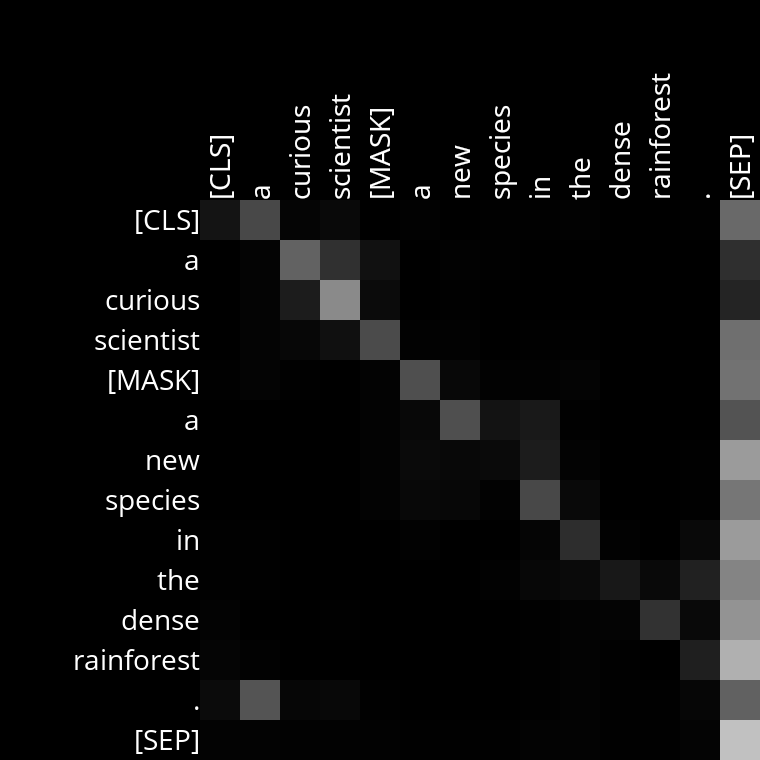 [CLS] a curious scientist [MASK] a new species in the dense rainforest . [SEP]
[CLS]
a
curious
scientist
[MASK]
a
new
species
in
the
dense
rainforest
.
[SEP]